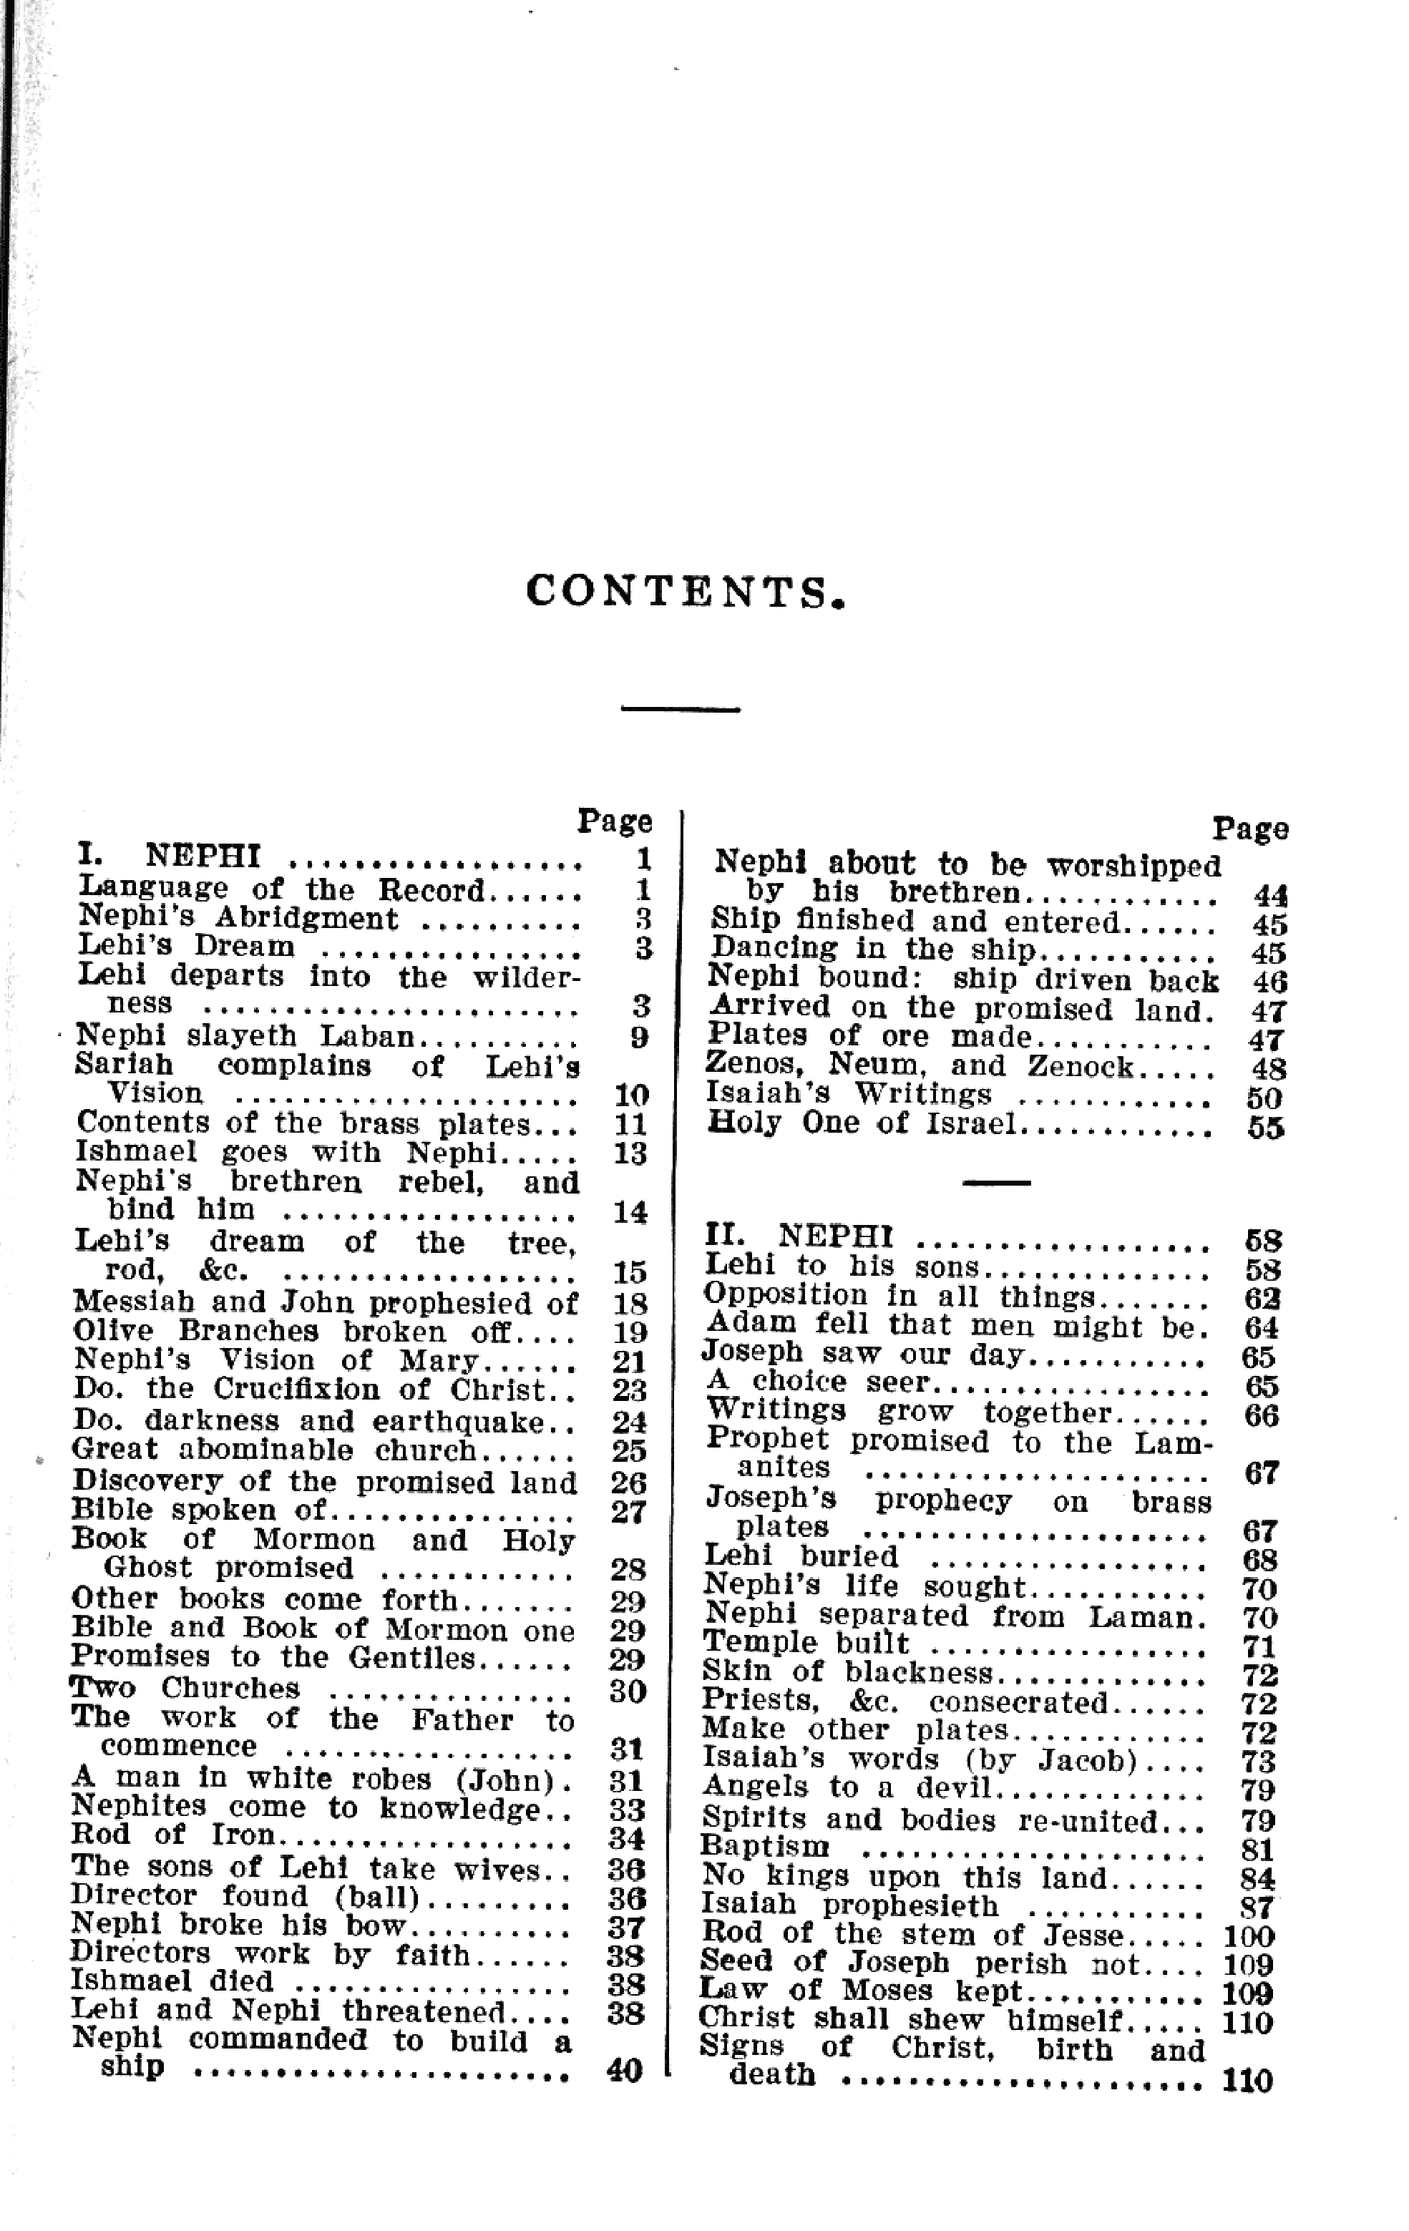 CONTENTS.
Page
I. NEPHI .................. 1
Language of the Record...... 1
Nephi's Abridgment .......... 3
Lehi's Dream ................ 3
Lehi departs into the wilder-
ness ....................... 3
Nephi slayeth Laban.......... 9
Sariah complains of Lehi's
Vision ..................... 10
Contents of the brass plates... 11
Ishmael goes with Nephi..... 13
Nephi's brethren rebel, and
bind him .................. 14
Lehi's dream of the tree,
rod, &c. .................. 15
Messiah and John prophesied of 18
Olive Branches broken off.... 19
Nephi's Vision of Mary...... 21
Do. the Crucifixion of Christ.. 23
Do. darkness and earthquake.. 24
Great abominable church...... 25
Discovery of the promised land 26
Bible spoken of............... 27
Book of Mormon and Holy
Ghost promised ............ 28
Other books come forth....... 29
Bible and Book of Mormon one 29
Promises to the Gentiles...... 29
Two Churches ............... 30
The work of the Father to
commence .................. 31
A man in white robes (John). 31
Nephites come to knowledge.. 33
Rod of Iron.................. 34
The sons of Lehi take wives.. 36
Director found (ball)......... 36
Nephi broke his bow.......... 37
Directors work by faith...... 38
Ishmael died ................. 38
Lehi and Nephi threatened.... 38
Nephi commanded to build a
ship ....................... 40
Page
Nephi about to be worshipped
by his brethren............ 44
Ship finished and entered...... 45
Dancing in the ship........... 45
Nephi bound: ship driven back 46
Arrived on the promised land. 47
Plates of ore made........... 47
Zenos, Neum, and Zenock..... 48
Isaiah's Writings ............ 50
Holy One of Israel............ 55
II. NEPHI .................. 58
Lehi to his sons.............. 58
Opposition in all things....... 62
Adam fell that men might be. 64
Joseph saw our day........... 65
A choice seer................. 65
Writings grow together...... 66
Prophet promised to the Lam-
anites ..................... 67
Joseph's prophecy on brass
plates ..................... 67
Lehi buried ................. 68
Nephi's life sought........... 70
Nephi separated from Laman. 70
Temple built ................. 71
Skin of blackness............. 72
Priests, &c. consecrated...... 72
Make other plates............ 72
Isaiah's words (by Jacob).... 73
Angels to a devil............. 79
Spirits and bodies re-united... 79
Baptism ..................... 81
No kings upon this land...... 84
Isaiah prophesieth ........... 87
Rod of the stem of Jesse..... 100
Seed of Joseph perish not.... 109
Law of Moses kept........... 109
Christ shall shew himself..... 110
Signs of Christ, birth and
death ...................... 110